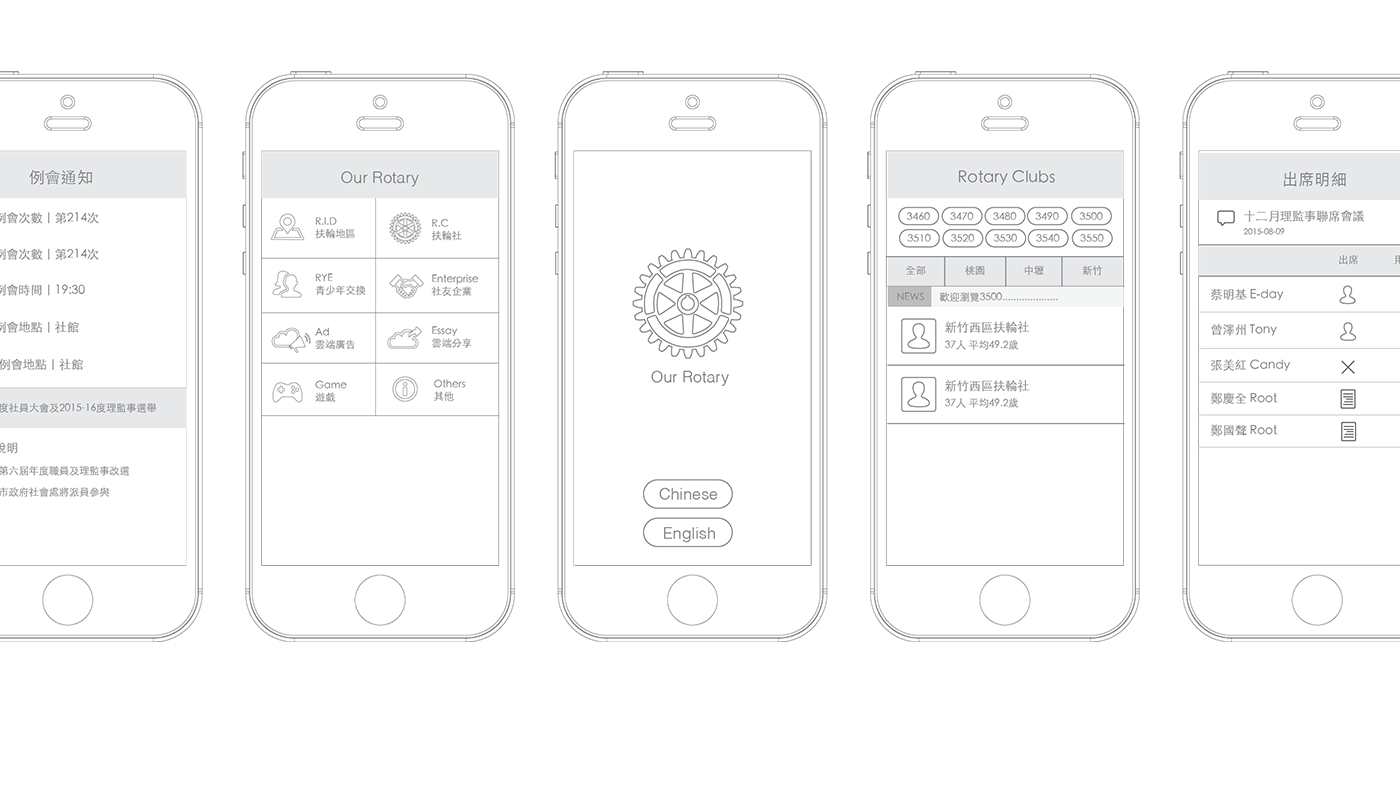 例會通知
例會次數丨第214次
例會次數丨第214次
例會時間丨19:30
例會地點丨社館
例會地點丨社館
度社員大會及2015-16度理監事選舉
說明
第六屆年度職員及理監事改選
市政府社會處將派員參與
Our Rotary
R.I.D
扶輪地區
R.C
扶輪社
RYE
青少年交換
Enterprise
社友企業
Ad
雲端廣告
Essay
雲端分享
Game
遊戲
Others
其他
Our Rotary
Chinese
English
Rotary Clubs
3460 3470 3480 3490 3500
3510 3520 3530 3540 3550
全部 桃園 中壢 新竹
NEWS 歡迎瀏覽3500....................
新竹西區扶輪社
37人 平均49.2歲
新竹西區扶輪社
37人 平均49.2歲
出席明細
十二月理監事聯席會議
2015-08-09
出席
蔡明基 E-day
曾澤州 Tony
張美紅 Candy
鄭慶全 Root
鄭國聲 Root